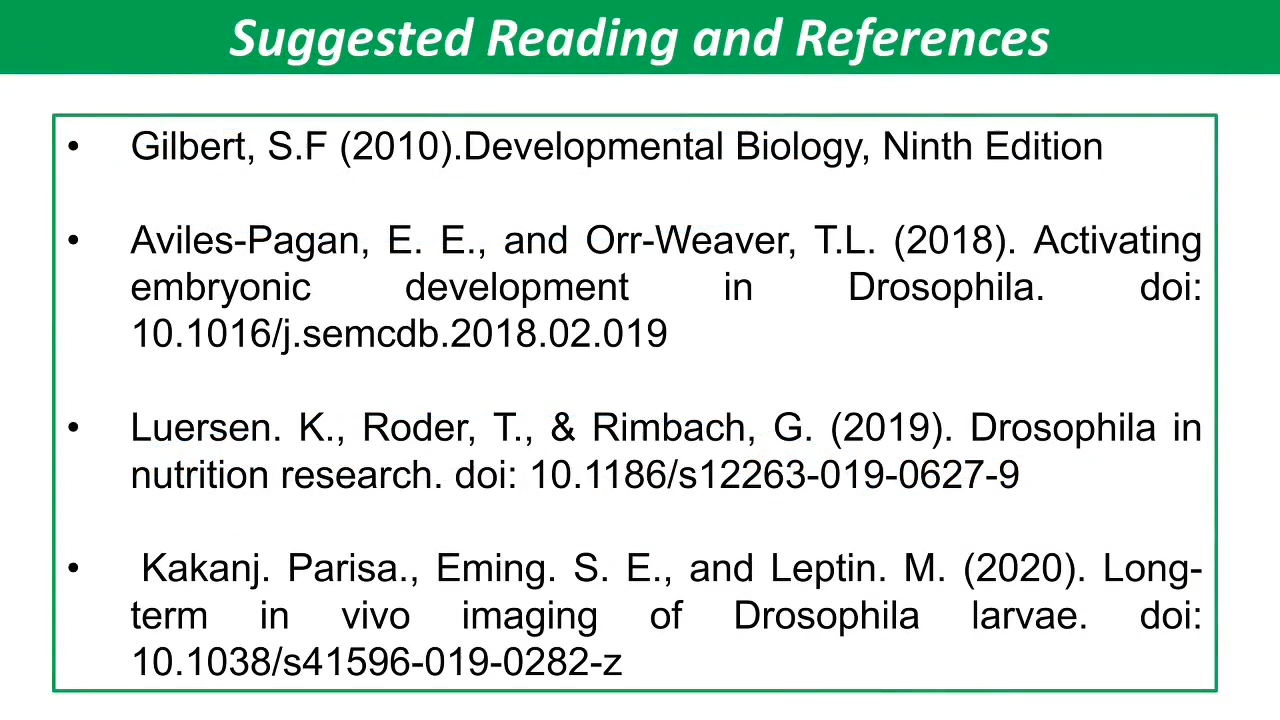 Suggested Reading and References
• Gilbert, S.F (2010).Developmental Biology, Ninth Edition
• Aviles-Pagan, E. E., and Orr-Weaver, T.L. (2018). Activating
embryonic development in Drosophila. doi:
10.1016/j.semcdb.2018.02.019
• Luersen. K., Roder, T., & Rimbach, G. (2019). Drosophila in
nutrition research. doi: 10.1186/s12263-019-0627-9
• Kakanj. Parisa., Eming. S. E., and Leptin. M. (2020). Long-
term in vivo imaging of Drosophila larvae. doi:
10.1038/s41596-019-0282-z